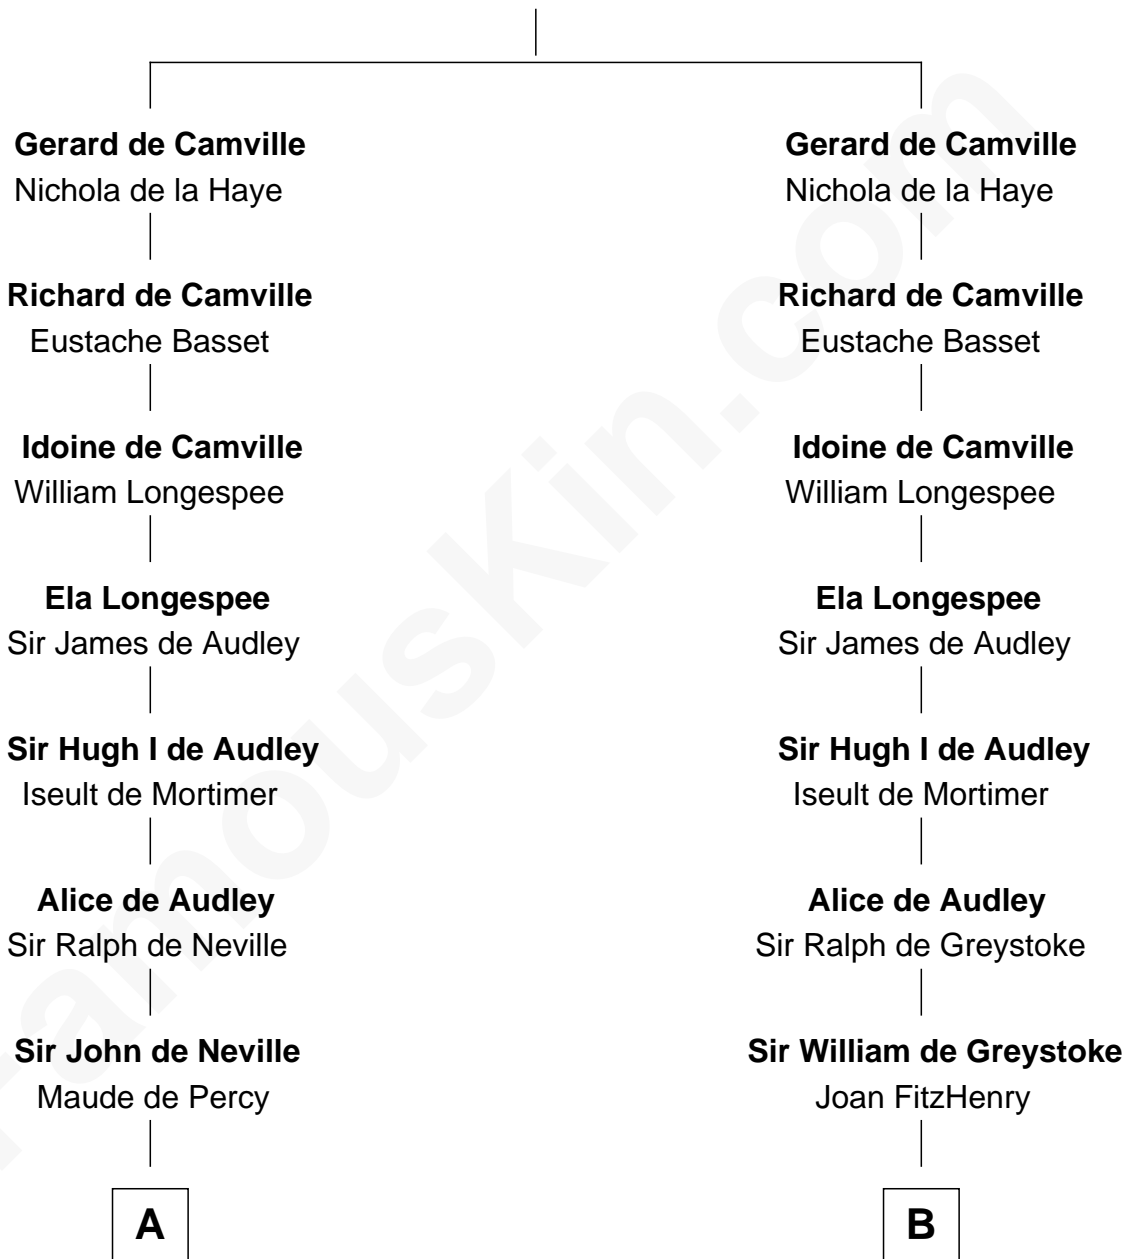 Gerard de Camville
Nichola de la Haye
Richard de Camville
Eustache Basset
Idoine de Camville
William Longespee
Ela Longespee
Sir James de Audley
Sir Hugh I de Audley
Iseult de Mortimer
Alice de Audley
Sir Ralph de Neville
Sir John de Neville
Maude de Percy
A
Gerard de Camville
Nichola de la Haye
Richard de Camville
Eustache Basset
Idoine de Camville
William Longespee
Ela Longespee
Sir James de Audley
Sir Hugh I de Audley
Iseult de Mortimer
Alice de Audley
Sir Ralph de Greystoke
Sir William de Greystoke
Joan FitzHenry
B
FamousKin.com